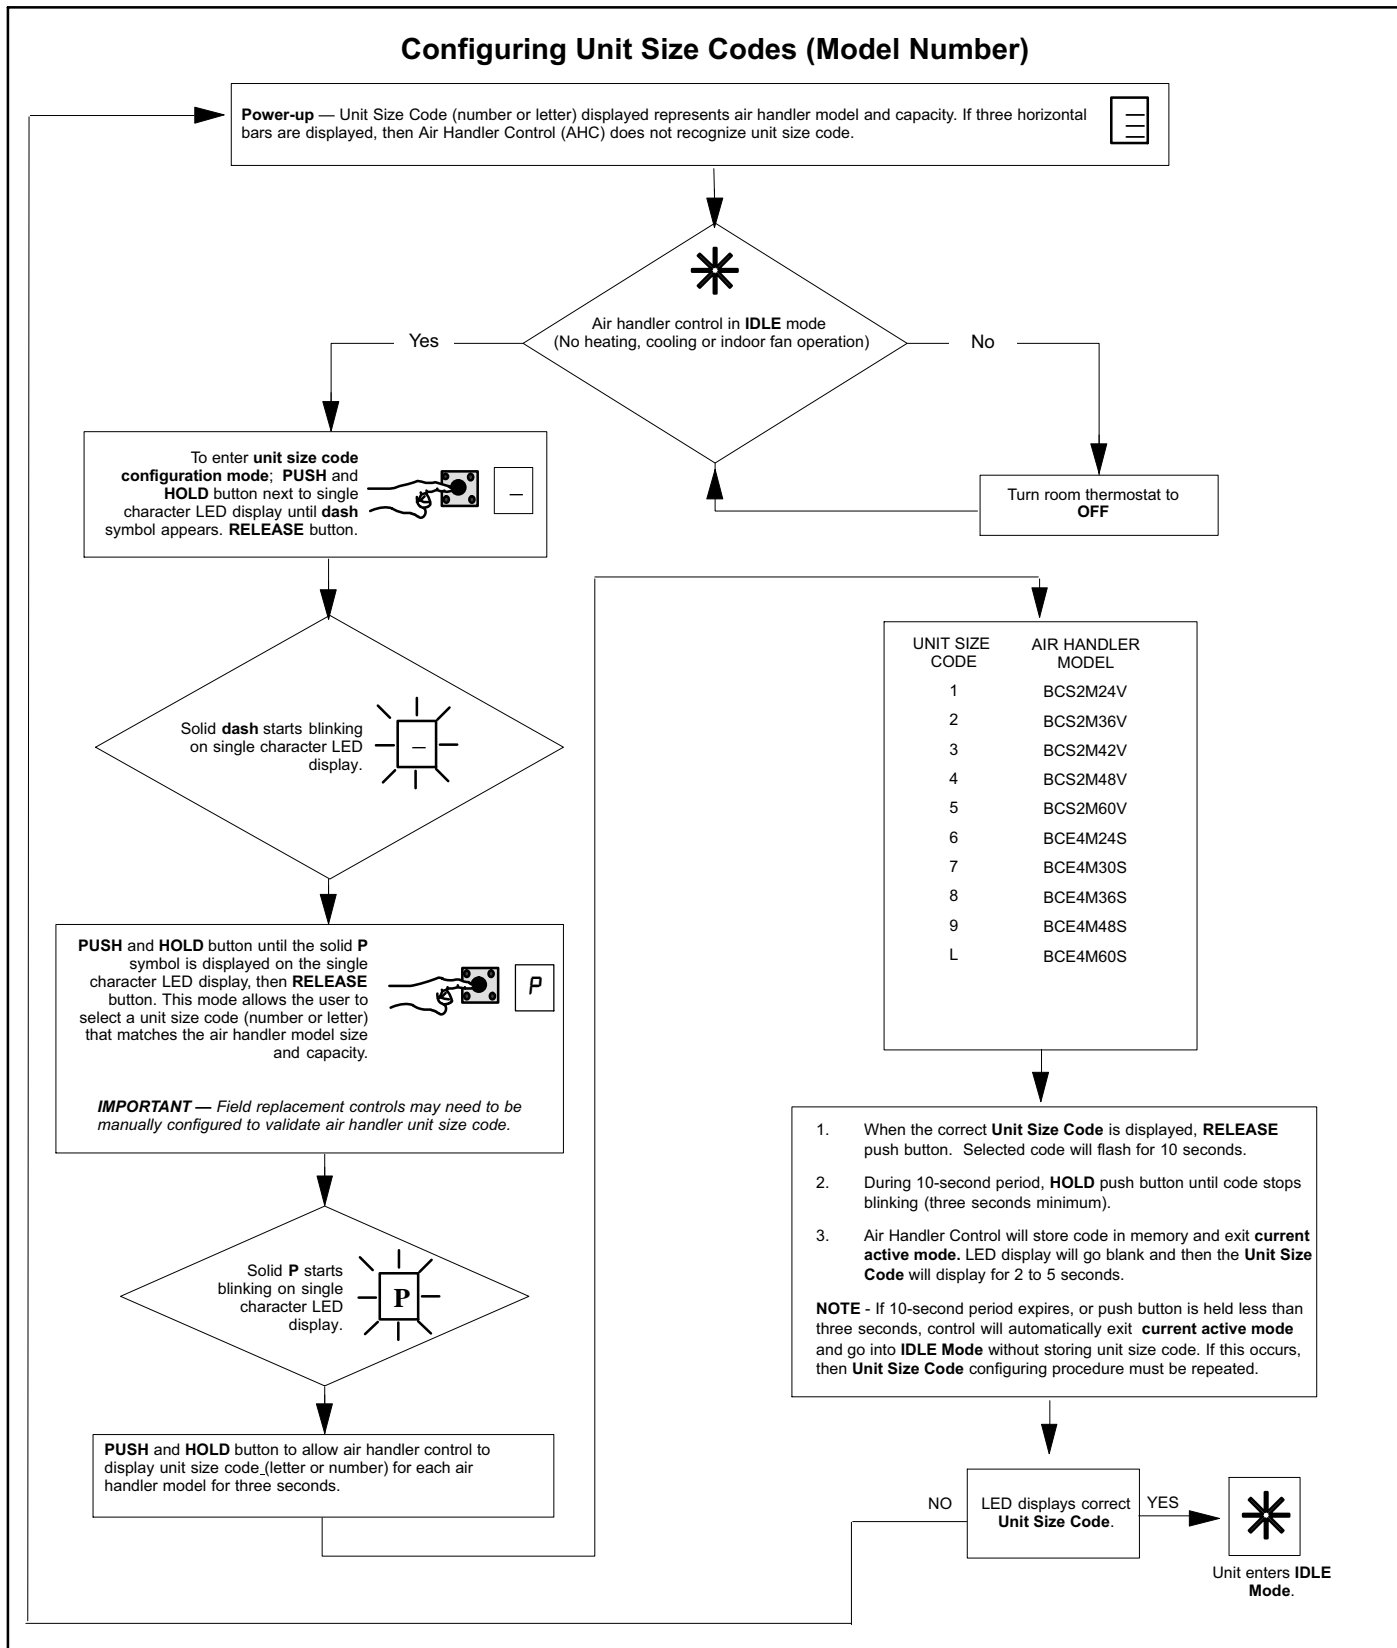 Configuring Unit Size Codes (Model Number)
Power-up — Unit Size Code (number or letter) displayed represents air handler model and capacity. If three horizontal
bars are displayed, then Air Handler Control (AHC) does not recognize unit size code.
Air handler control in IDLE mode
(No heating, cooling or indoor fan operation)
Yes
No
Turn room thermostat to
OFF
To enter unit size code
configuration mode; PUSH and
HOLD button next to single
character LED display until dash
symbol appears. RELEASE button.
–
Solid dash starts blinking
on single character LED
display.
–
PUSH and HOLD button until the solid P
symbol is displayed on the single
character LED display, then RELEASE
button. This mode allows the user to
select a unit size code (number or letter)
that matches the air handler model size
and capacity.
P
IMPORTANT — Field replacement controls may need to be
manually configured to validate air handler unit size code.
Solid P starts
blinking on single
character LED
display.
P
PUSH and HOLD button to allow air handler control to
display unit size code (letter or number) for each air
handler model for three seconds.
UNIT SIZE CODE AIR HANDLER MODEL
1 BCS2M24V
2 BCS2M36V
3 BCS2M42V
4 BCS2M48V
5 BCS2M60V
6 BCE4M24S
7 BCE4M30S
8 BCE4M36S
9 BCE4M48S
L BCE4M60S
1. When the correct Unit Size Code is displayed, RELEASE
push button. Selected code will flash for 10 seconds.
2. During 10-second period, HOLD push button until code stops
blinking (three seconds minimum).
3. Air Handler Control will store code in memory and exit current
active mode. LED display will go blank and then the Unit Size
Code will display for 2 to 5 seconds.
NOTE - If 10-second period expires, or push button is held less than
three seconds, control will automatically exit current active mode
and go into IDLE Mode without storing unit size code. If this occurs,
then Unit Size Code configuring procedure must be repeated.
NO
LED displays correct
Unit Size Code.
YES
Unit enters IDLE
Mode.